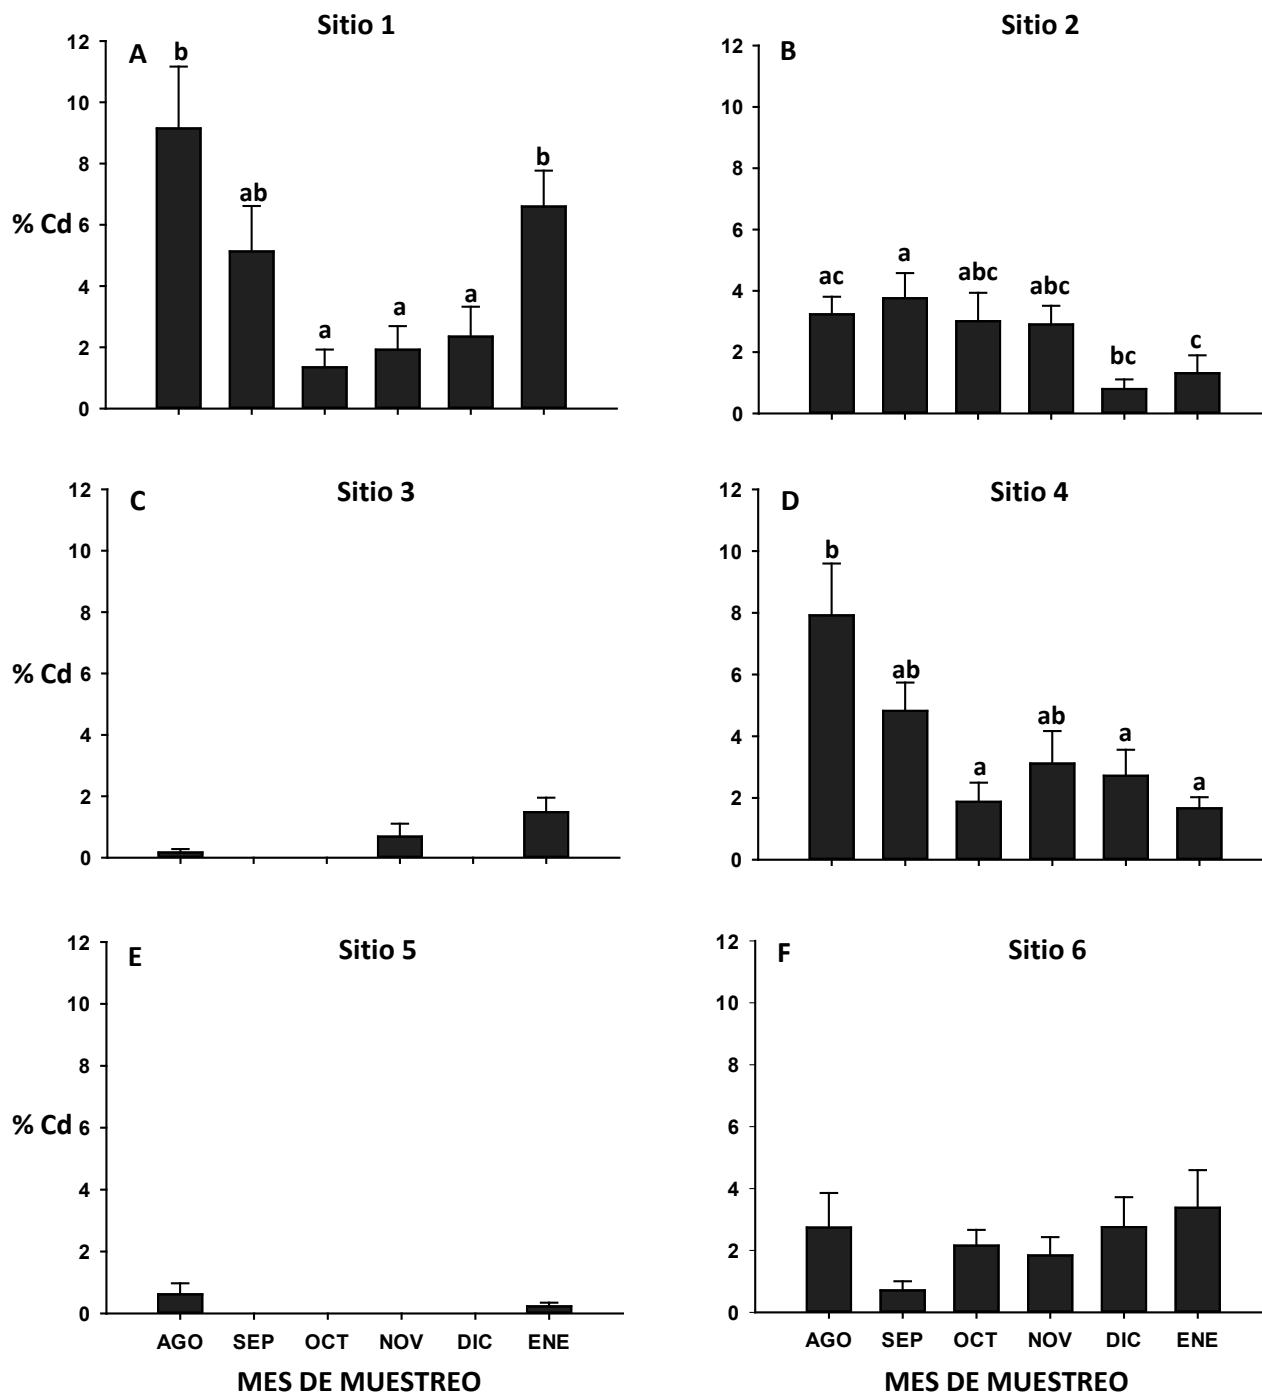 Sitio 1
A
b
ab
a
a
a
b
% Cd
12
10
8
6
4
2
0
Sitio 2
B
ac
a
abc
abc
bc
c
12
10
8
6
4
2
0
Sitio 3
C
% Cd
12
10
8
6
4
2
0
Sitio 4
D
b
ab
a
ab
a
a
12
10
8
6
4
2
0
Sitio 5
E
% Cd
12
10
8
6
4
2
0
AGO SEP OCT NOV DIC ENE
MES DE MUESTREO
Sitio 6
F
12
10
8
6
4
2
0
AGO SEP OCT NOV DIC ENE
MES DE MUESTREO